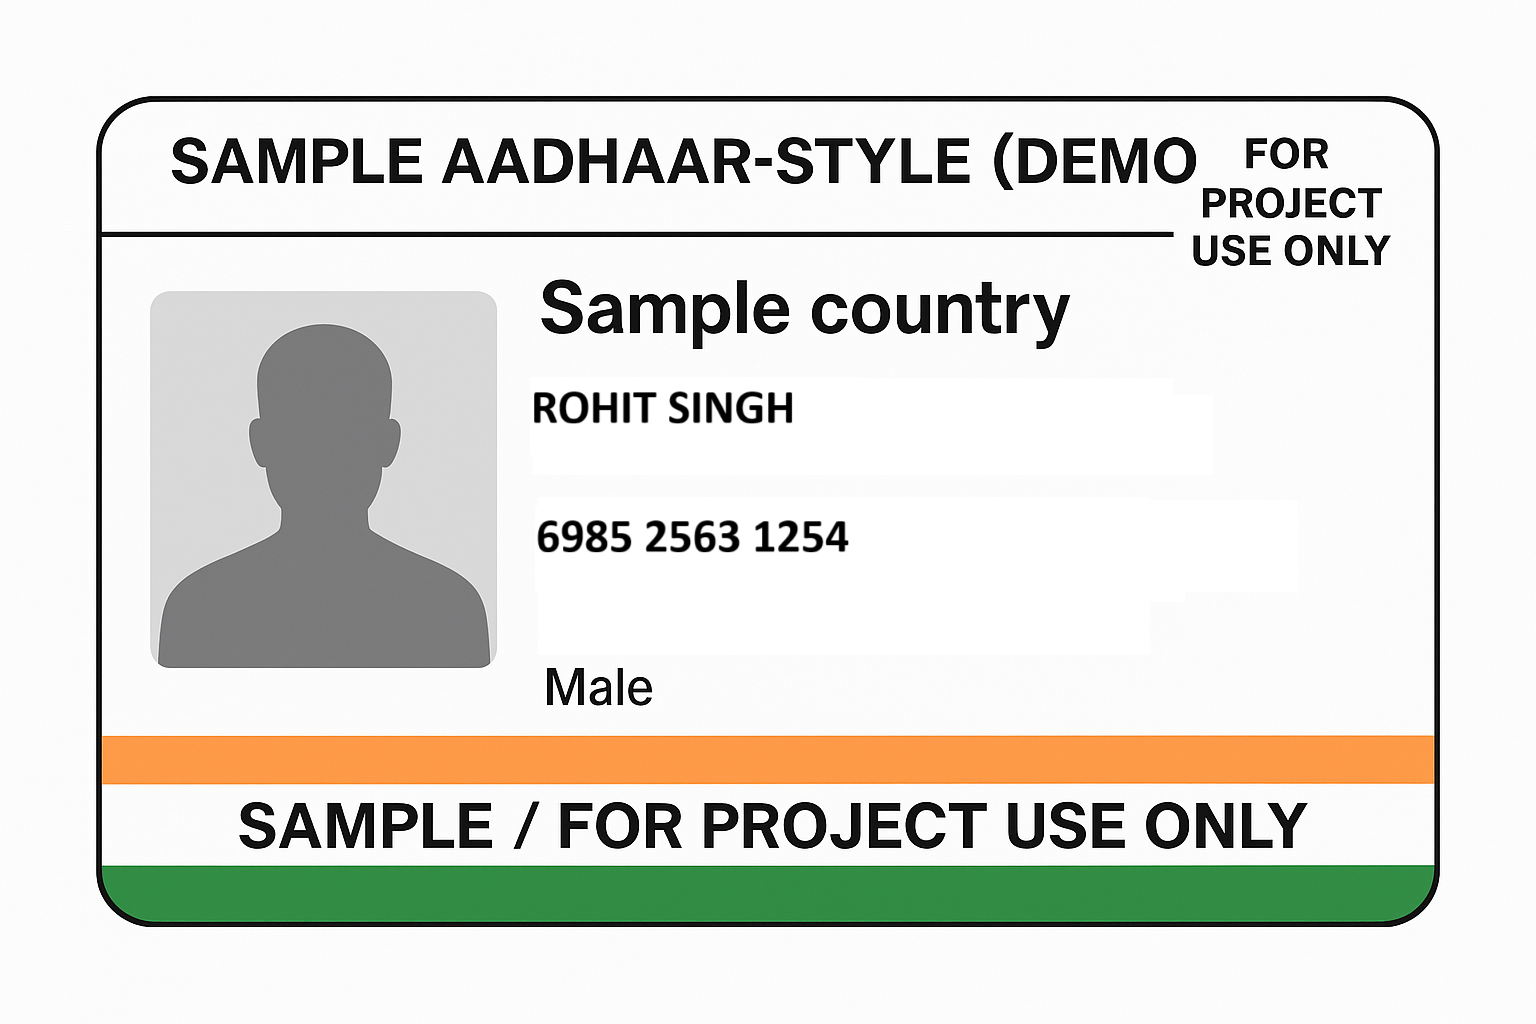 SAMPLE AADHAAR-STYLE (DEMO
FOR
PROJECT
USE ONLY
Sample country
ROHIT SINGH
6985 2563 1254
Male
SAMPLE / FOR PROJECT USE ONLY